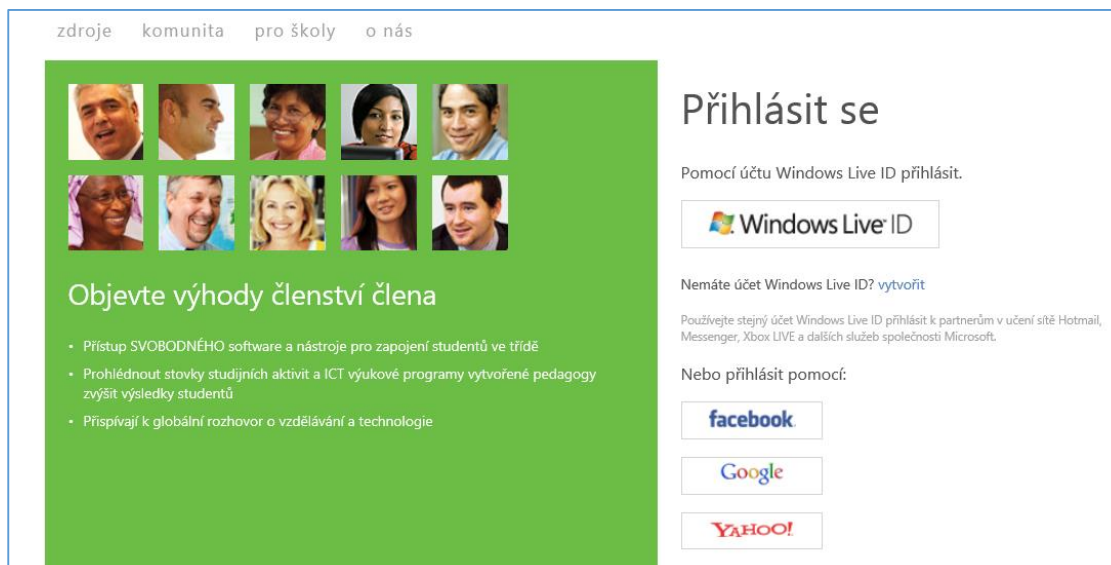 zdroje komunita pro školy o nás
Objevte výhody členství člena
• Přístup SVOBODNÉHO software a nástroje pro zapojení studentů ve třídě
• Prohlédnout stovky studijních aktivit a ICT výukové programy vytvořené pedagogy
zvýšit výsledky studentů
• Přispívají k globální rozhovor o vzdělávání a technologie
Přihlásit se
Pomocí účtu Windows Live ID přihlásit.
Windows Live ID
Nemáte účet Windows Live ID? vytvořit
Používejte stejný účet Windows Live ID přihlásit k partnerům v učení sítě Hotmail,
Messenger, Xbox LIVE a dalších služeb společnosti Microsoft.
Nebo přihlásit pomocí:
facebook.
Google
YAHOO!